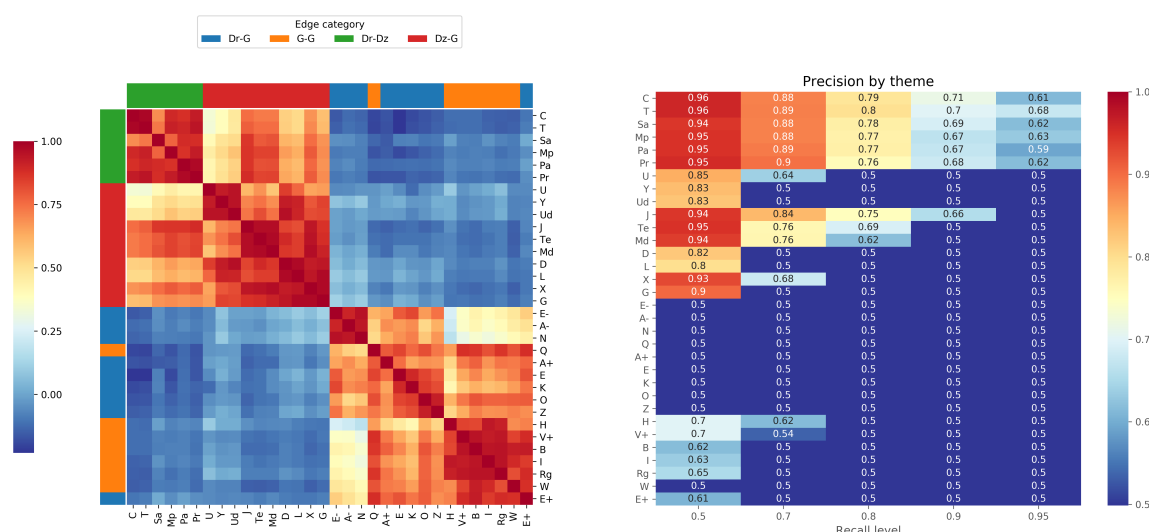 Edge category
Dr-G G-G Dr-Dz Dz-G
1.00
0.75
0.50
0.25
0.00
C
T
Sa
Mp
Pa
Pr
U
Y
Ud
J
Te
Md
D
L
X
G
E-
A-
N
Q
A+
E
K
O
Z
H
V+
B
I
Rg
W
E+
C T Sa Mp Pa Pr U Y Ud J Te Md D L X G E- A- N Q A+ E K O Z H V+ B I Rg W E+
Precision by theme
C 0.96 0.88 0.79 0.71 0.61
T 0.96 0.89 0.8 0.7 0.68
Sa 0.94 0.88 0.78 0.69 0.62
Mp 0.95 0.88 0.77 0.67 0.63
Pa 0.95 0.89 0.77 0.67 0.59
Pr 0.95 0.9 0.76 0.68 0.62
U 0.85 0.64 0.5 0.5 0.5
Y 0.83 0.5 0.5 0.5 0.5
Ud 0.83 0.5 0.5 0.5 0.5
J 0.94 0.84 0.75 0.66 0.5
Te 0.95 0.76 0.69 0.5 0.5
Md 0.94 0.76 0.62 0.5 0.5
D 0.82 0.5 0.5 0.5 0.5
L 0.8 0.5 0.5 0.5 0.5
X 0.93 0.68 0.5 0.5 0.5
G 0.9 0.5 0.5 0.5 0.5
E- 0.5 0.5 0.5 0.5 0.5
A- 0.5 0.5 0.5 0.5 0.5
N 0.5 0.5 0.5 0.5 0.5
Q 0.5 0.5 0.5 0.5 0.5
A+ 0.5 0.5 0.5 0.5 0.5
E 0.5 0.5 0.5 0.5 0.5
K 0.5 0.5 0.5 0.5 0.5
O 0.5 0.5 0.5 0.5 0.5
Z 0.5 0.5 0.5 0.5 0.5
H 0.7 0.62 0.5 0.5 0.5
V+ 0.7 0.54 0.5 0.5 0.5
B 0.62 0.5 0.5 0.5 0.5
I 0.63 0.5 0.5 0.5 0.5
Rg 0.65 0.5 0.5 0.5 0.5
W 0.5 0.5 0.5 0.5 0.5
E+ 0.61 0.5 0.5 0.5 0.5
0.5 0.7 0.8 0.9 0.95
Recall level
1.0
0.9
0.8
0.7
0.6
0.5